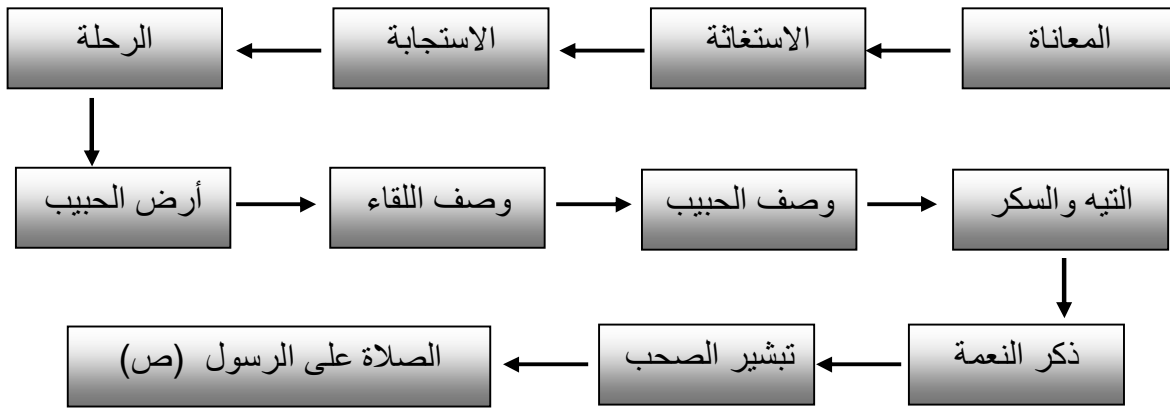 المعاناة
الاستغاثة
الاستجابة
الرحلة
أرض الحبيب
وصف اللقاء
وصف الحبيب
التيه والسكر
ذكر النعمة
تبشير الصحب
الصلاة على الرسول (ص)